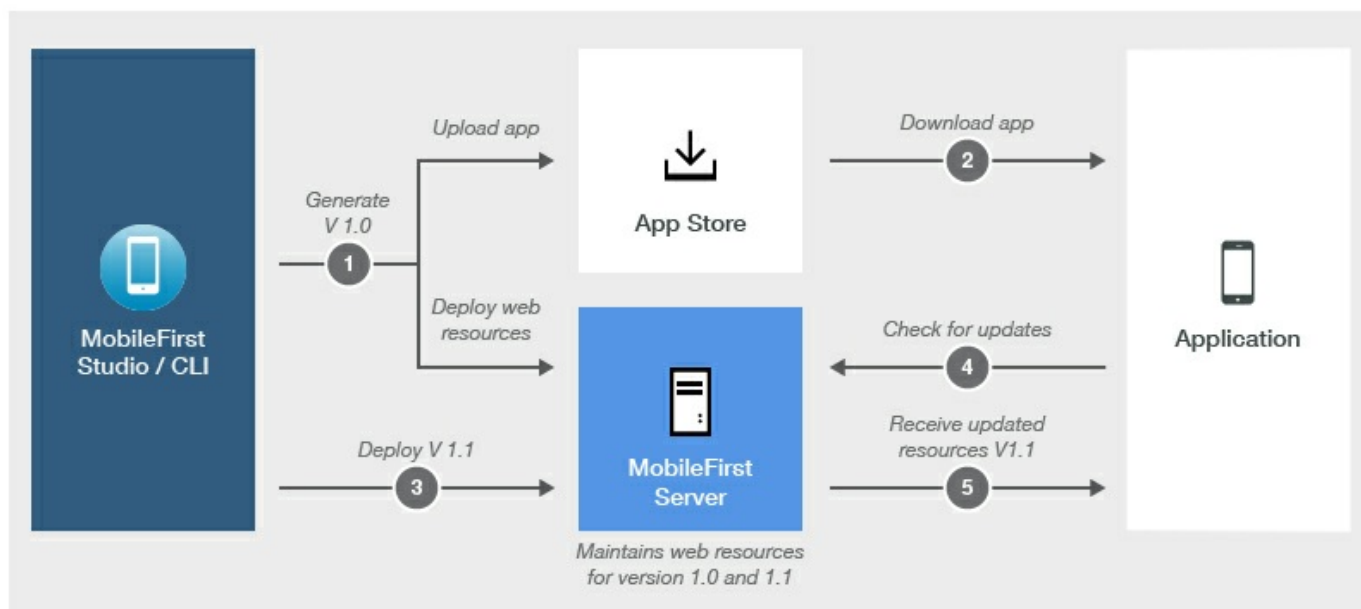 MobileFirst
Studio / CLI
Generate
V 1.0
1
Upload app
Deploy web
resources
Deploy V 1.1
3
App Store
MobileFirst
Server
Maintains web resources
for version 1.0 and 1.1
Download app
2
Check for updates
4
Receive updated
resources V1.1
5
Application